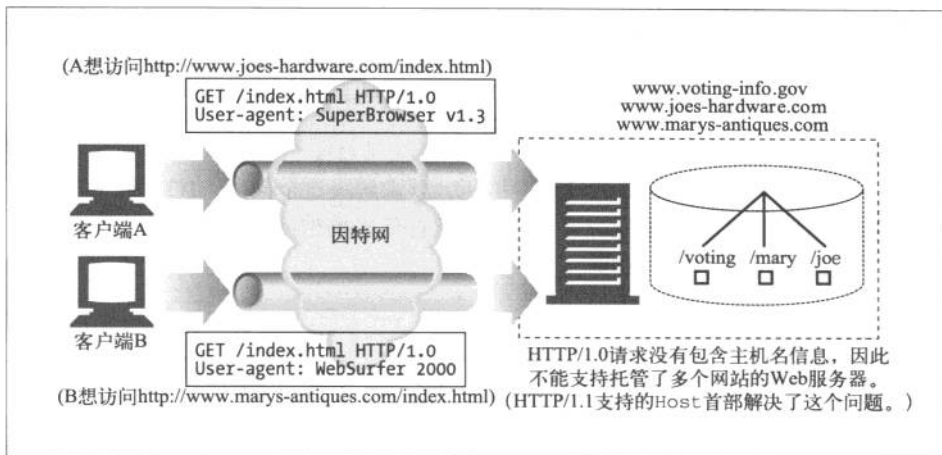 (A想访问http://www.joes-hardware.com/index.html)
GET /index.html HTTP/1.0
User-agent: SuperBrowser v1.3
www.voting-info.gov
www.joes-hardware.com
www.marys-antiques.com
客户端A
因特网
/voting /mary /joe
客户端B
GET /index.html HTTP/1.0
User-agent: WebSurfer 2000
(B想访问http://www.marys-antiques.com/index.html)
HTTP/1.0请求没有包含主机名信息，因此
不能支持托管了多个网站的Web服务器。
(HTTP/1.1支持的Host首部解决了这个问题。)